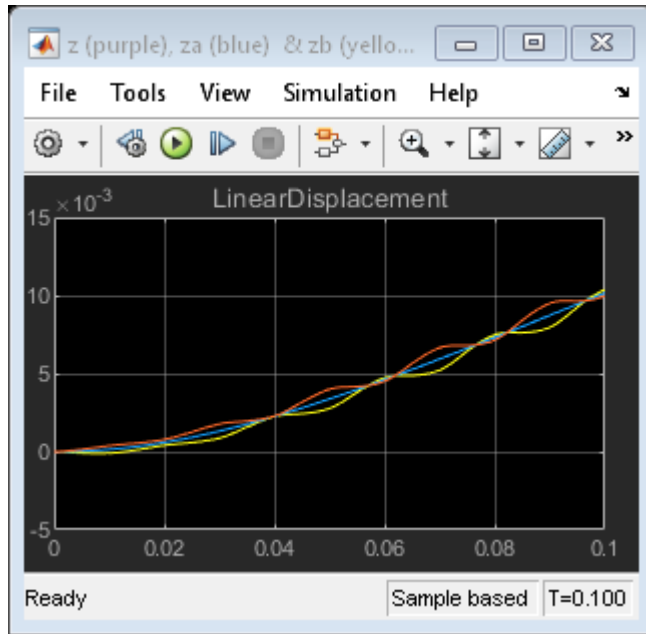 z (purple), za (blue) & zb (yello...
File Tools View Simulation Help
LinearDisplacement
×10-3
15
10
5
0
-5
0 0.02 0.04 0.06 0.08 0.1
Ready Sample based T=0.100